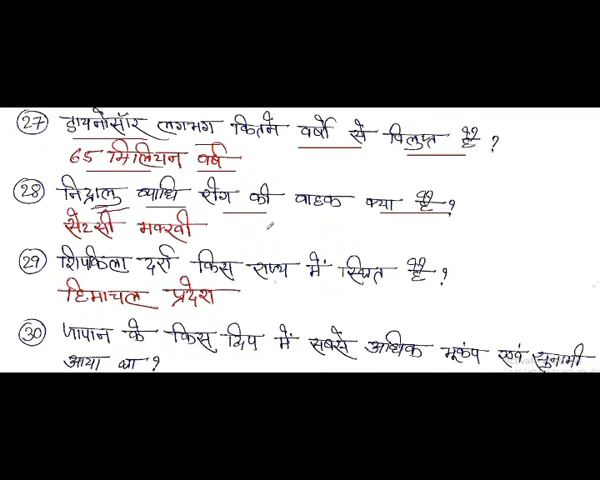 27 डायनोसॉर लगभग कितने वर्षों से विलुप्त है ?
65 मिलियन वर्ष
28 निद्रालु व्याधि रोग की वाहक क्या है ?
सेटसी मक्खी
29 शिपकिला दर्रा किस राज्य में स्थित है ?
हिमाचल प्रदेश
30 जापान के किस द्विप में सबसे अधिक भूकंप एवं सुनामी
आया था ?